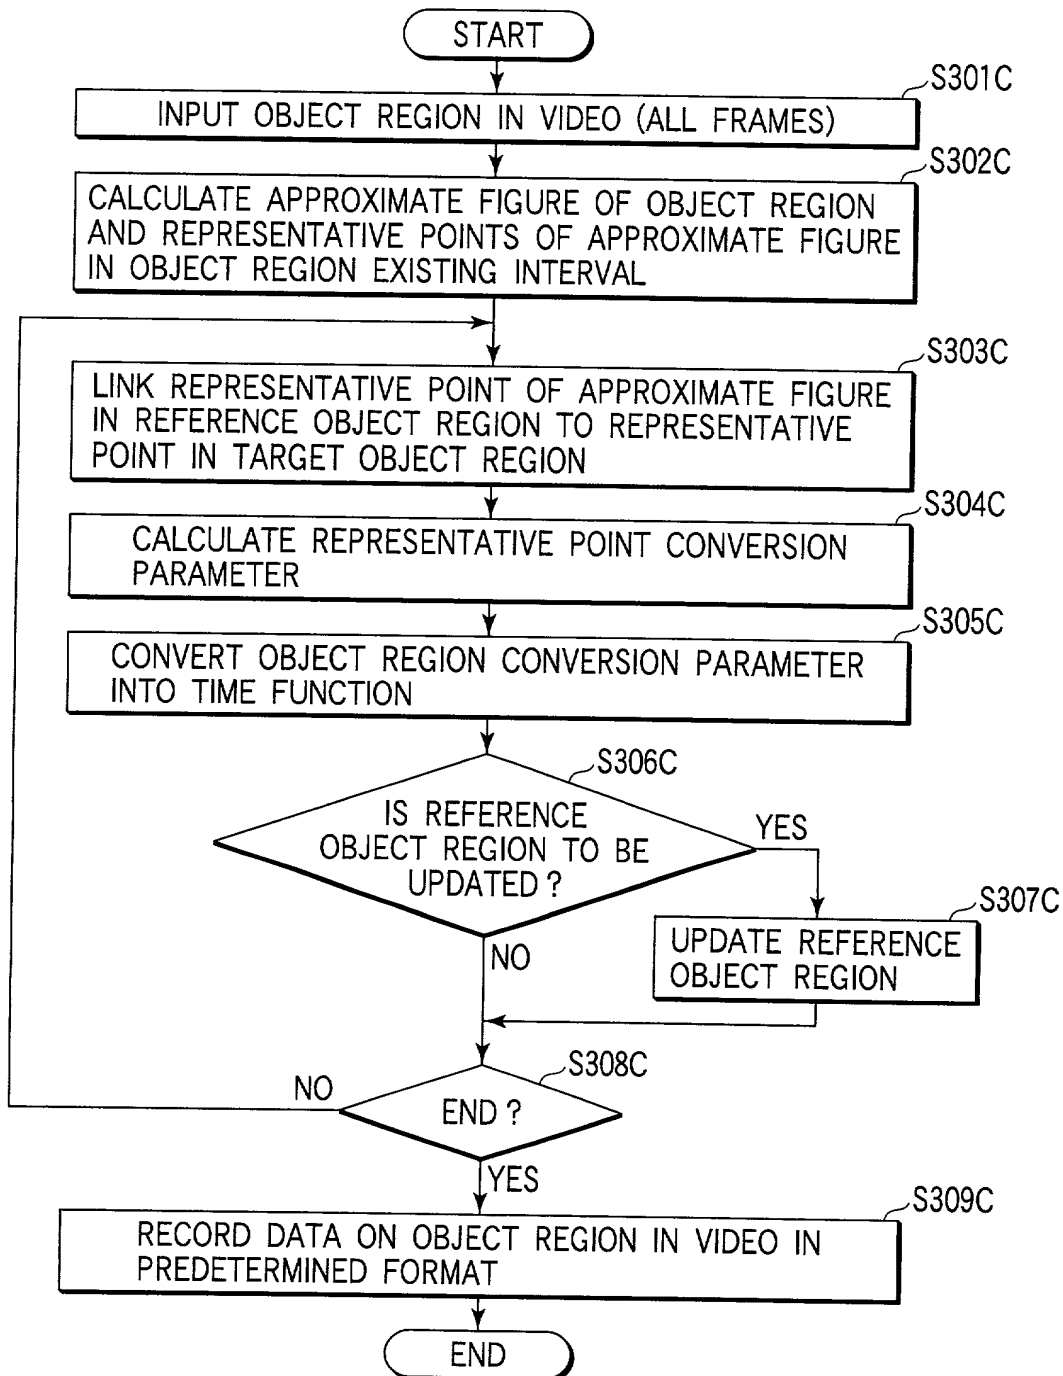 START
S301C
INPUT OBJECT REGION IN VIDEO (ALL FRAMES)
S302C
CALCULATE APPROXIMATE FIGURE OF OBJECT REGION
AND REPRESENTATIVE POINTS OF APPROXIMATE FIGURE
IN OBJECT REGION EXISTING INTERVAL
S303C
LINK REPRESENTATIVE POINT OF APPROXIMATE FIGURE
IN REFERENCE OBJECT REGION TO REPRESENTATIVE
POINT IN TARGET OBJECT REGION
S304C
CALCULATE REPRESENTATIVE POINT CONVERSION
PARAMETER
S305C
CONVERT OBJECT REGION CONVERSION PARAMETER
INTO TIME FUNCTION
S306C
IS REFERENCE
OBJECT REGION TO BE
UPDATED?
YES
NO
S307C
UPDATE REFERENCE
OBJECT REGION
S308C
END?
NO
YES
S309C
RECORD DATA ON OBJECT REGION IN VIDEO IN
PREDETERMINED FORMAT
END